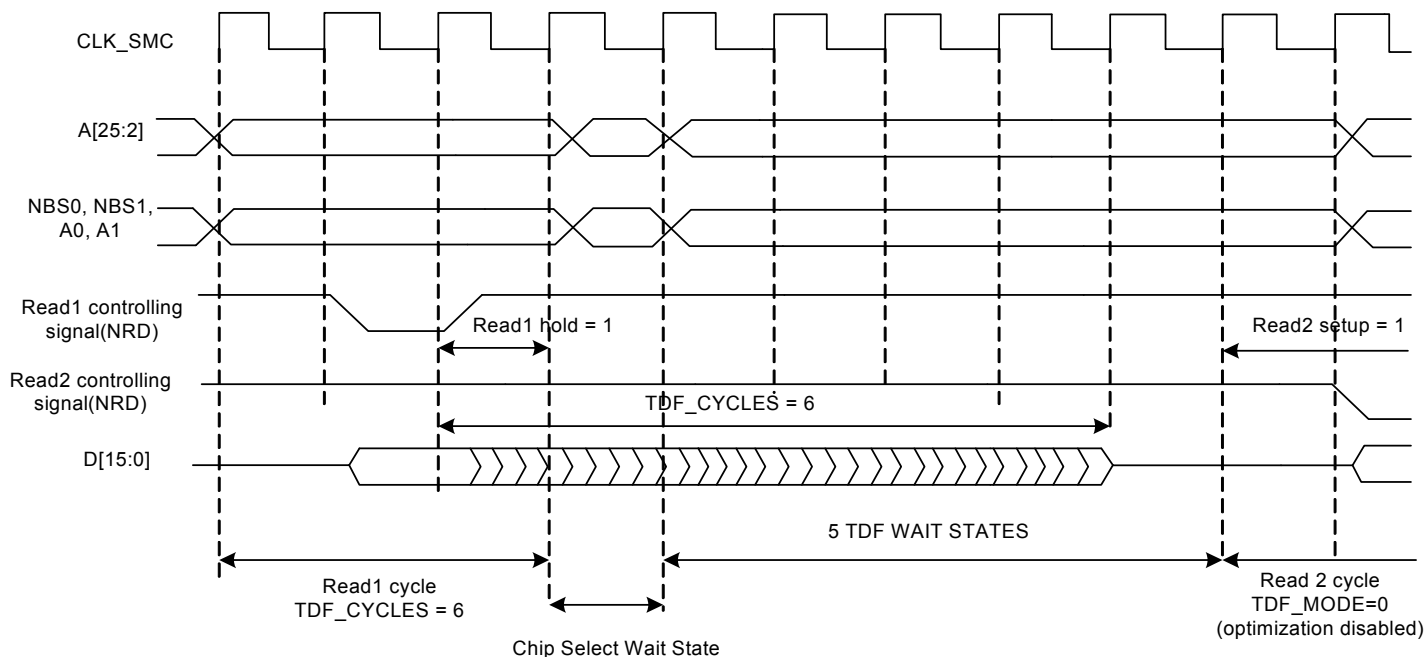 CLK_SMC
A[25:2]
NBS0, NBS1,
A0, A1
Read1 controlling
signal(NRD)
Read1 hold = 1
Read2 setup = 1
Read2 controlling
signal(NRD)
TDF_CYCLES = 6
D[15:0]
5 TDF WAIT STATES
Read1 cycle
TDF_CYCLES = 6
Chip Select Wait State
Read 2 cycle
TDF_MODE=0
(optimization disabled)